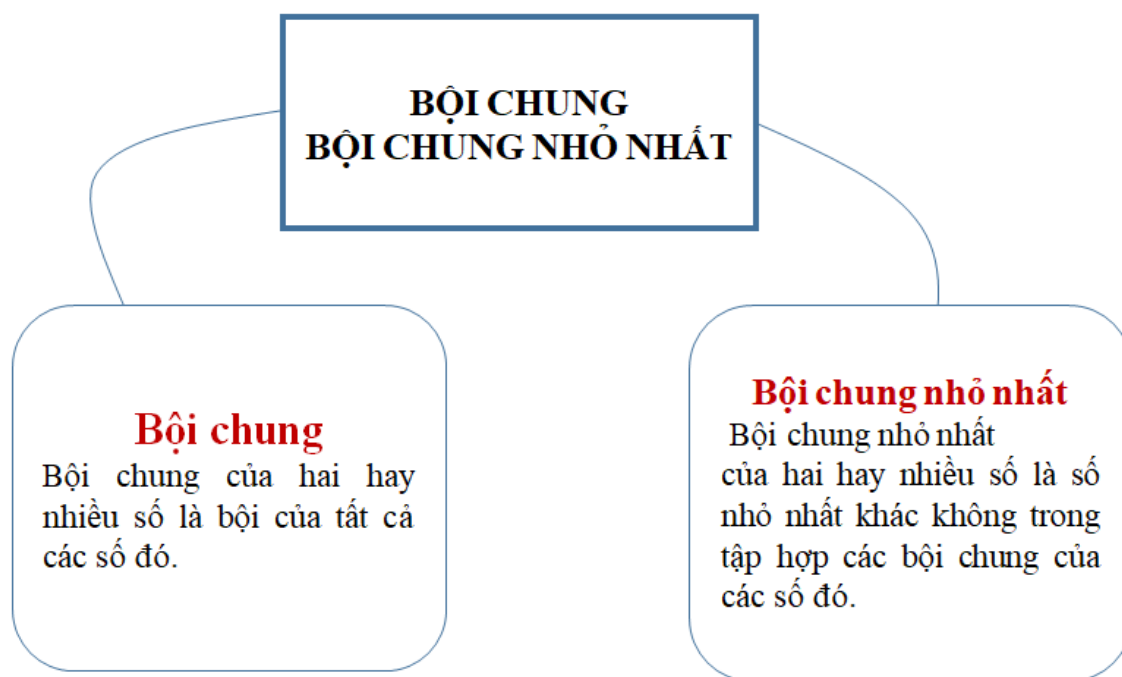 BỘI CHUNG
BỘI CHUNG NHỎ NHẤT
Bội chung
Bội chung của hai hay
nhiều số là bội của tất cả
các số đó.
Bội chung nhỏ nhất
Bội chung nhỏ nhất
của hai hay nhiều số là số
nhỏ nhất khác không trong
tập hợp các bội chung của
các số đó.